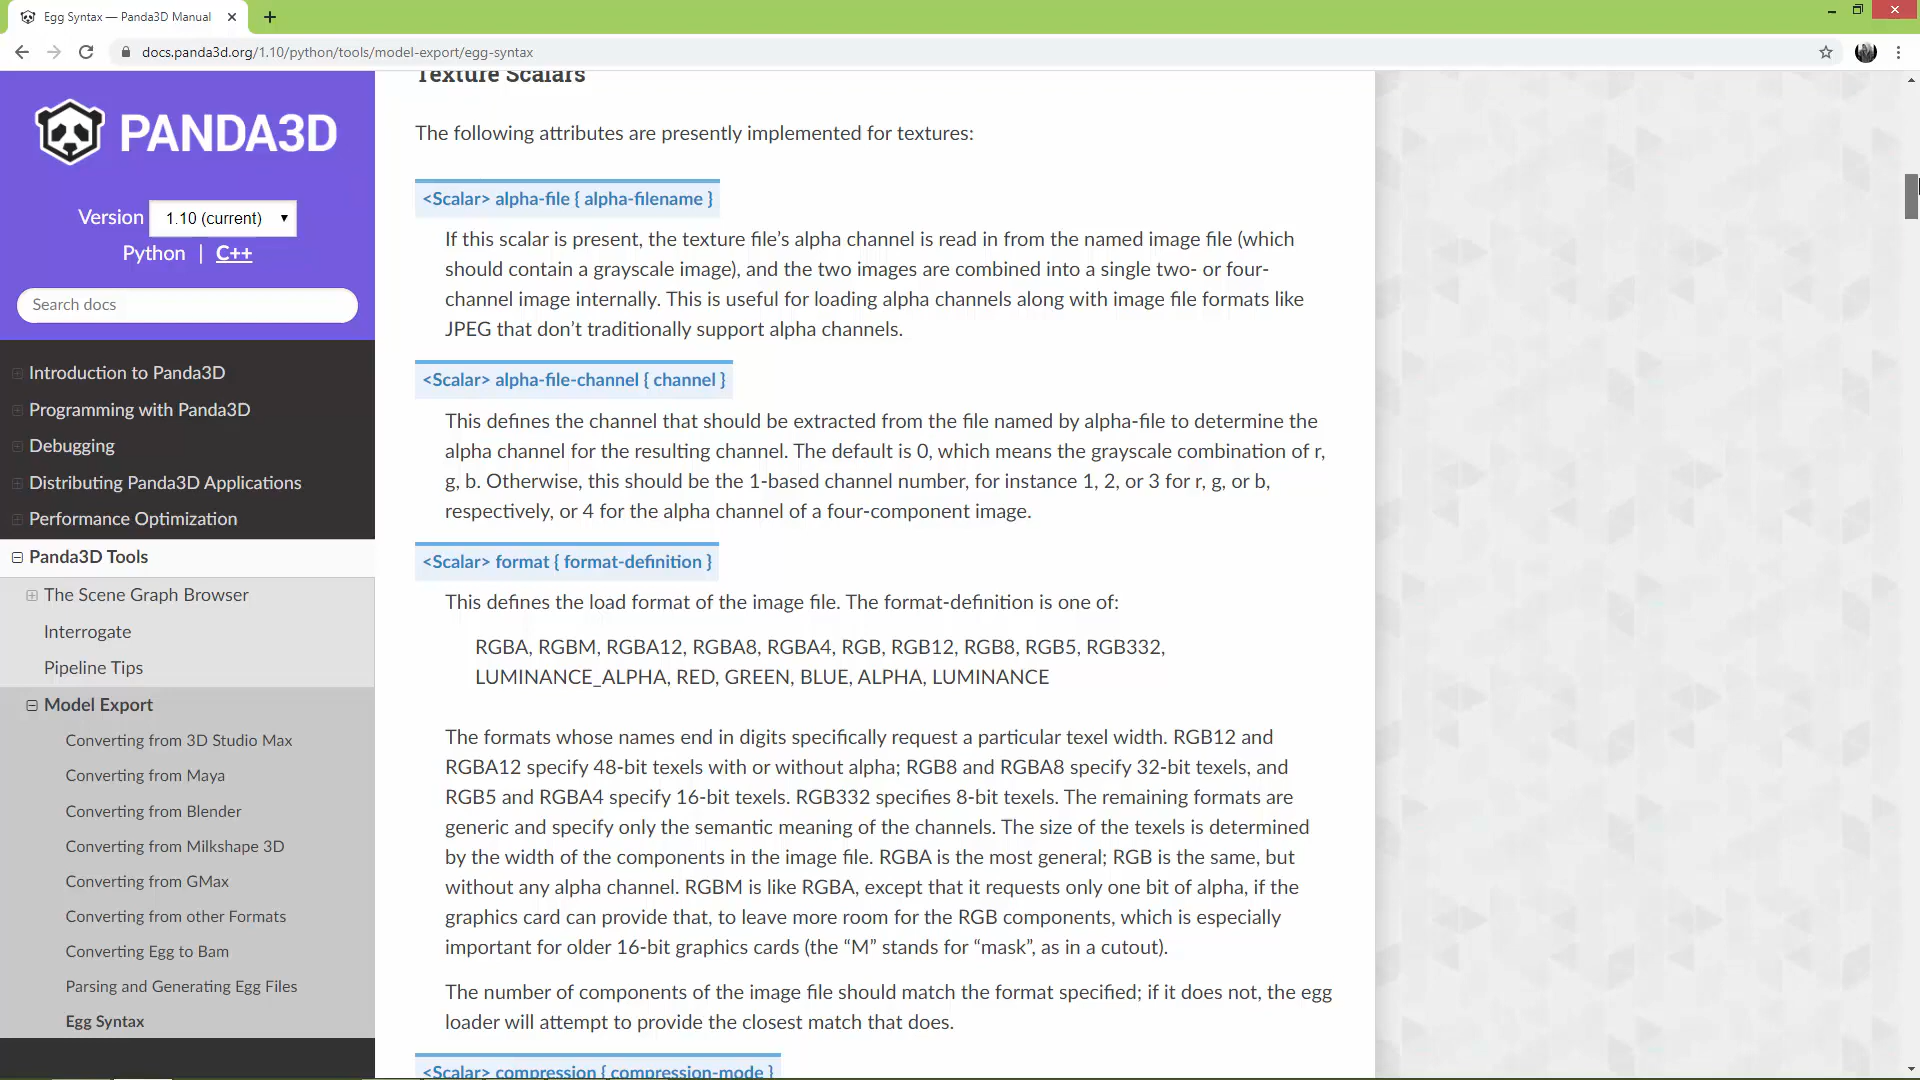 Egg Syntax — Panda3D Manual
docs.panda3d.org/1.10/python/tools/model-export/egg-syntax
PANDA3D
Version 1.10 (current)
Python | C++
Search docs
Introduction to Panda3D
Programming with Panda3D
Debugging
Distributing Panda3D Applications
Performance Optimization
Panda3D Tools
The Scene Graph Browser
Interrogate
Pipeline Tips
Model Export
Converting from 3D Studio Max
Converting from Maya
Converting from Blender
Converting from Milkshape 3D
Converting from GMax
Converting from other Formats
Converting Egg to Bam
Parsing and Generating Egg Files
Egg Syntax
Texture Scalars
The following attributes are presently implemented for textures:
<Scalar> alpha-file { alpha-filename }
If this scalar is present, the texture file’s alpha channel is read in from the named image file (which
should contain a grayscale image), and the two images are combined into a single two- or four-
channel image internally. This is useful for loading alpha channels along with image file formats like
JPEG that don’t traditionally support alpha channels.
<Scalar> alpha-file-channel { channel }
This defines the channel that should be extracted from the file named by alpha-file to determine the
alpha channel for the resulting channel. The default is 0, which means the grayscale combination of r,
g, b. Otherwise, this should be the 1-based channel number, for instance 1, 2, or 3 for r, g, or b,
respectively, or 4 for the alpha channel of a four-component image.
<Scalar> format { format-definition }
This defines the load format of the image file. The format-definition is one of:
RGBA, RGBM, RGBA12, RGBA8, RGBA4, RGB, RGB12, RGB8, RGB5, RGB332,
LUMINANCE_ALPHA, RED, GREEN, BLUE, ALPHA, LUMINANCE
The formats whose names end in digits specifically request a particular texel width. RGB12 and
RGBA12 specify 48-bit texels with or without alpha; RGB8 and RGBA8 specify 32-bit texels, and
RGB5 and RGBA4 specify 16-bit texels. RGB332 specifies 8-bit texels. The remaining formats are
generic and specify only the semantic meaning of the channels. The size of the texels is determined
by the width of the components in the image file. RGBA is the most general; RGB is the same, but
without any alpha channel. RGBM is like RGBA, except that it requests only one bit of alpha, if the
graphics card can provide that, to leave more room for the RGB components, which is especially
important for older 16-bit graphics cards (the “M” stands for “mask”, as in a cutout).
The number of components of the image file should match the format specified; if it does not, the egg
loader will attempt to provide the closest match that does.
<Scalar> compression { compression-mode }